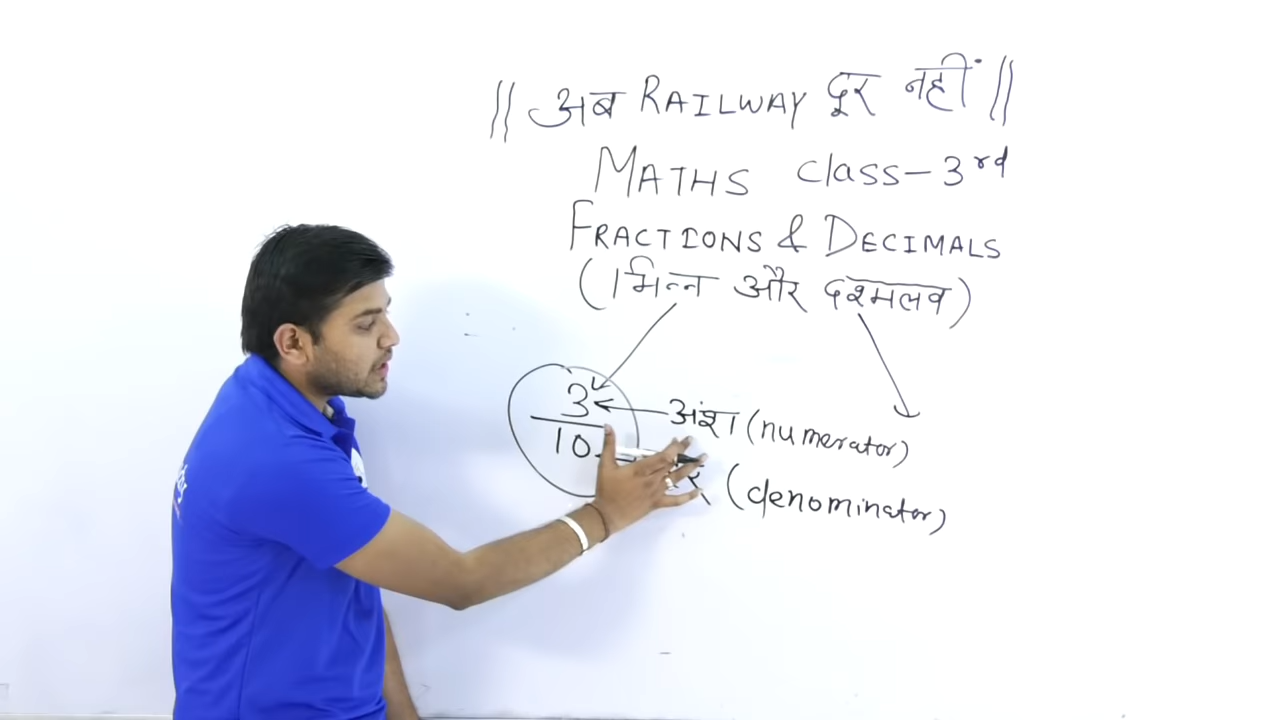 || अब RAILWAY दूर नहीं ||
MATHS class-3rd
FRACTIONS & DECIMALS
(भिन्न और दशमलव)
3
10
अंश (numerator)
(denominator)